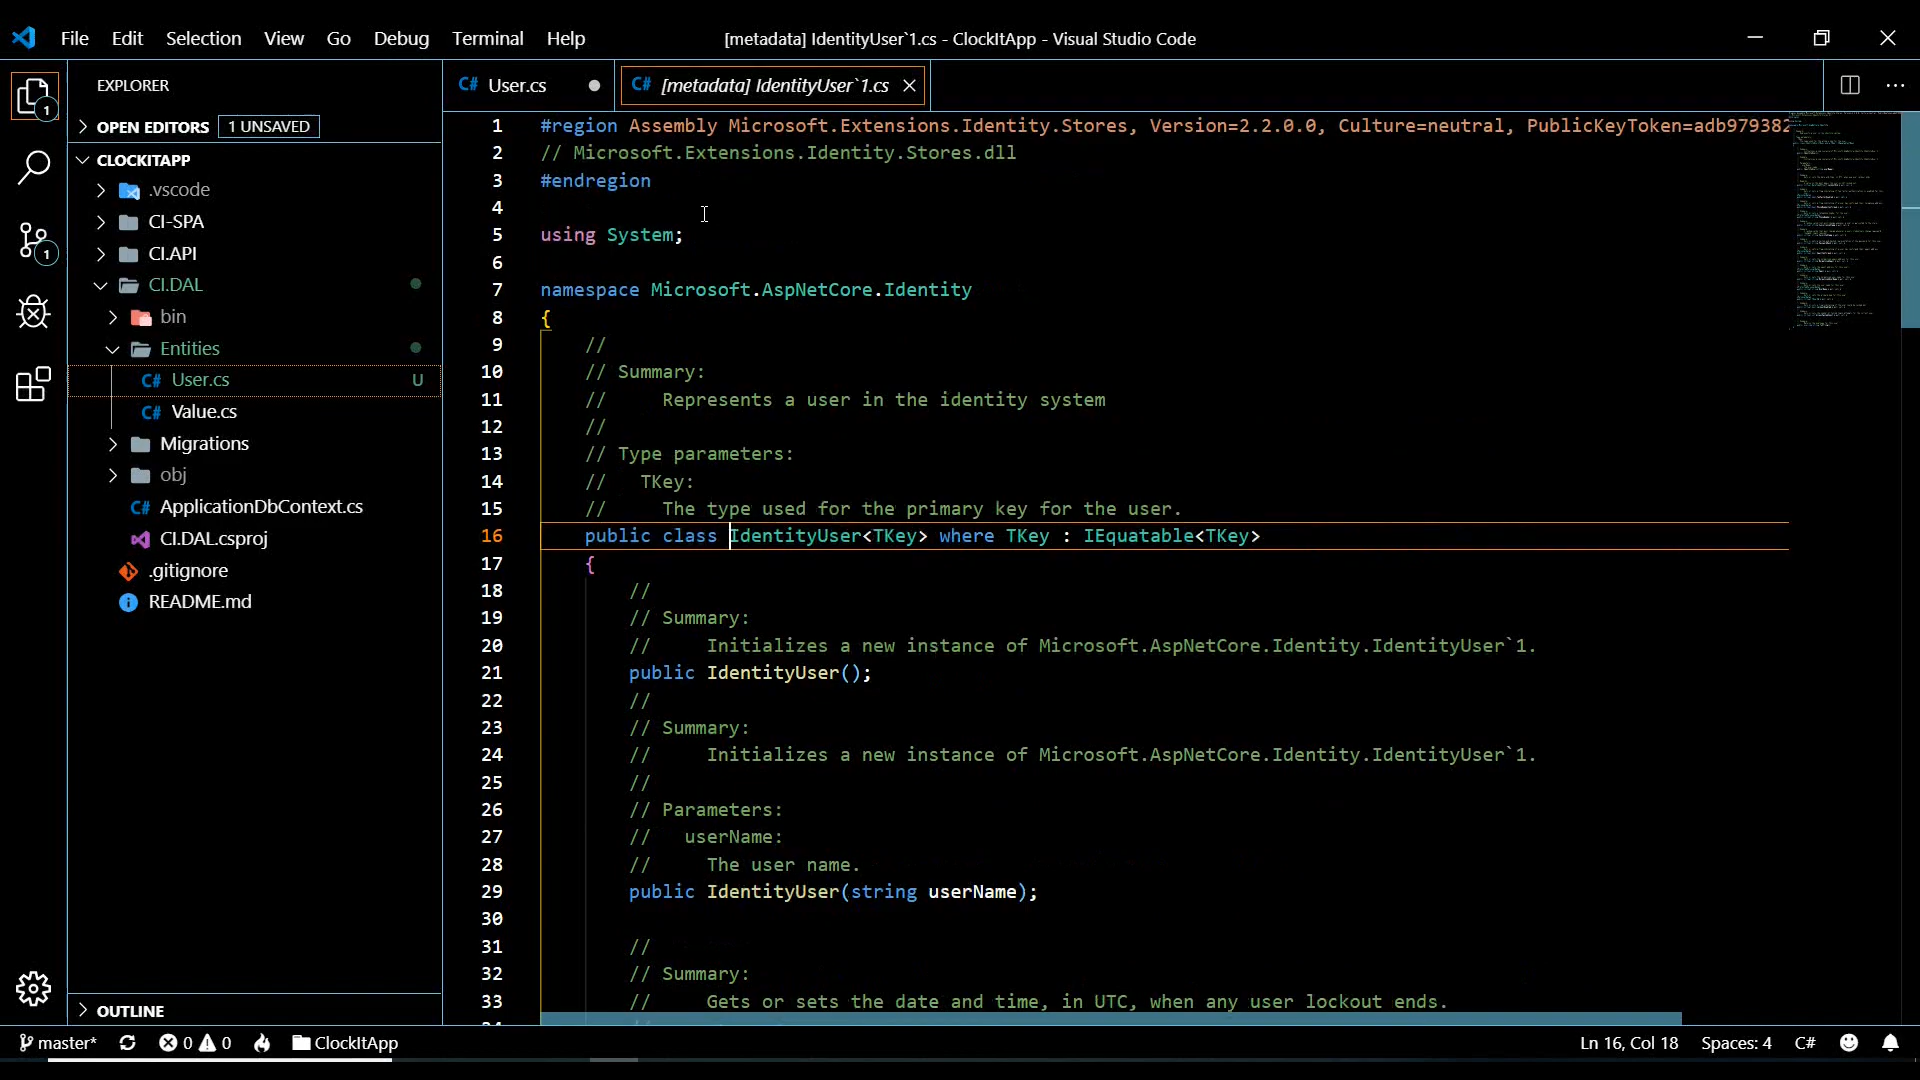 File Edit Selection View Go Debug Terminal Help
[metadata] IdentityUser`1.cs - ClockItApp - Visual Studio Code
EXPLORER
OPEN EDITORS 1 UNSAVED
CLOCKITAPP
.vscode
CI-SPA
CI.API
CI.DAL
bin
Entities
C# User.cs U
C# Value.cs
Migrations
obj
C# ApplicationDbContext.cs
CI.DAL.csproj
.gitignore
README.md
OUTLINE
1
1
C# User.cs
C# [metadata] IdentityUser`1.cs
1 #region Assembly Microsoft.Extensions.Identity.Stores, Version=2.2.0.0, Culture=neutral, PublicKeyToken=adb979382
2 // Microsoft.Extensions.Identity.Stores.dll
3 #endregion
4
5 using System;
6
7 namespace Microsoft.AspNetCore.Identity
8 {
9 //
10 // Summary:
11 // Represents a user in the identity system
12 //
13 // Type parameters:
14 // TKey:
15 // The type used for the primary key for the user.
16 public class IdentityUser<TKey> where TKey : IEquatable<TKey>
17 {
18 //
19 // Summary:
20 // Initializes a new instance of Microsoft.AspNetCore.Identity.IdentityUser`1.
21 public IdentityUser();
22 //
23 // Summary:
24 // Initializes a new instance of Microsoft.AspNetCore.Identity.IdentityUser`1.
25 //
26 // Parameters:
27 // userName:
28 // The user name.
29 public IdentityUser(string userName);
30
31 //
32 // Summary:
33 // Gets or sets the date and time, in UTC, when any user lockout ends.
master* 0 0 ClockItApp Ln 16, Col 18 Spaces: 4 C#